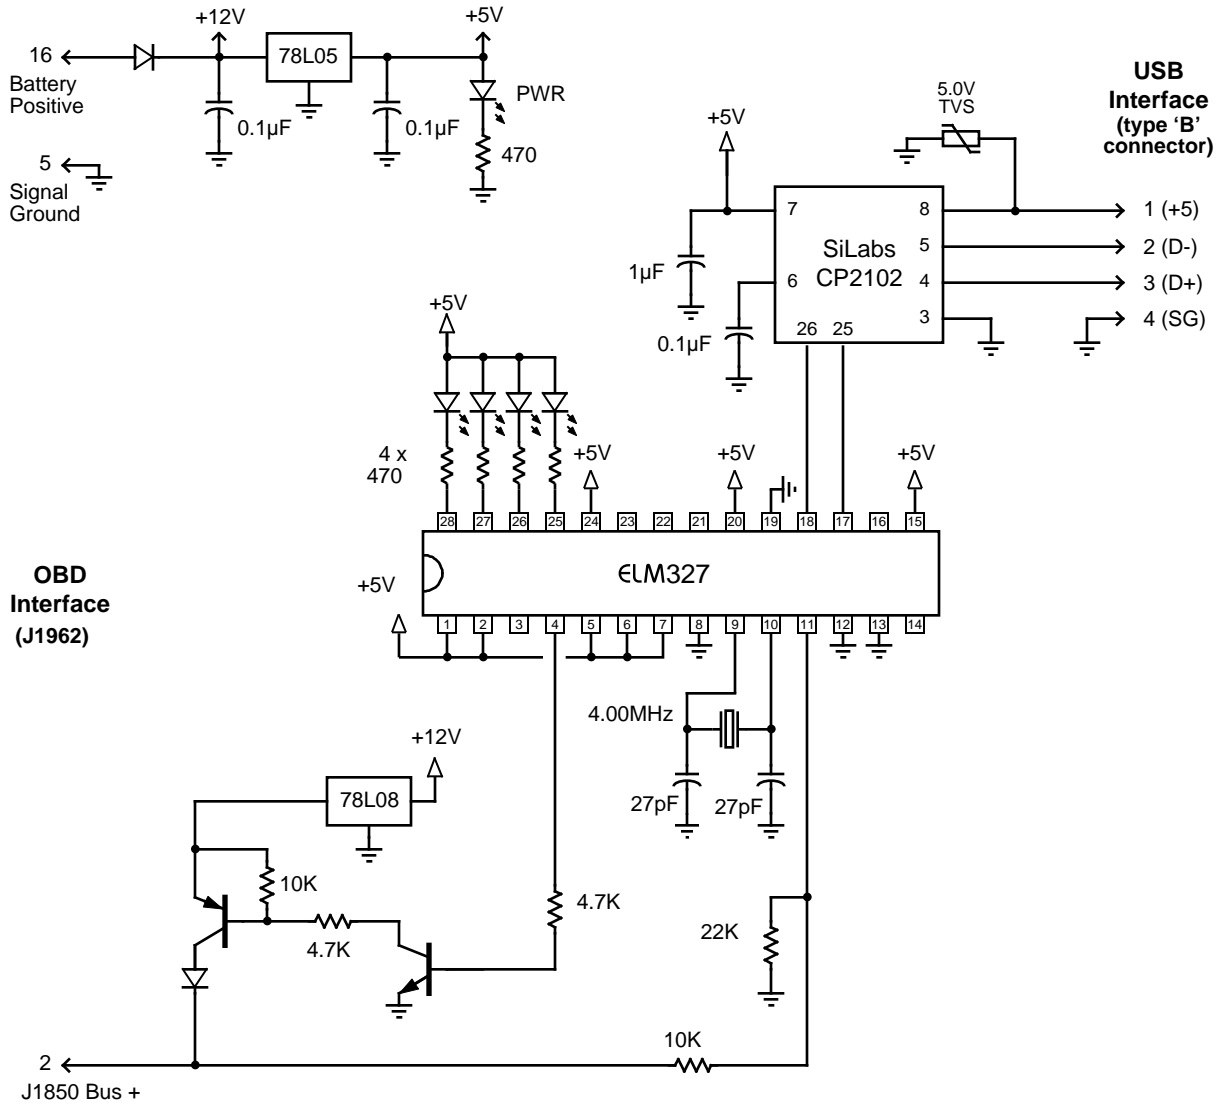 +12V
+5V
16
78L05
Battery
Positive
PWR
0.1µF
0.1µF
470
5
Signal
Ground
USB
Interface
(type ‘B’
connector)
5.0V
TVS
+5V
7
8
1 (+5)
SiLabs
CP2102
5
2 (D-)
1µF
6
4
3 (D+)
3
4 (SG)
26 25
0.1µF
+5V
4 x
470
+5V
+5V
+5V
28 27 26 25 24 23 22 21 20 19 18 17 16 15
ELM327
OBD
Interface
(J1962)
+5V
1 2 3 4 5 6 7 8 9 10 11 12 13 14
4.00MHz
27pF
27pF
+12V
78L08
10K
4.7K
4.7K
22K
10K
2
J1850 Bus +